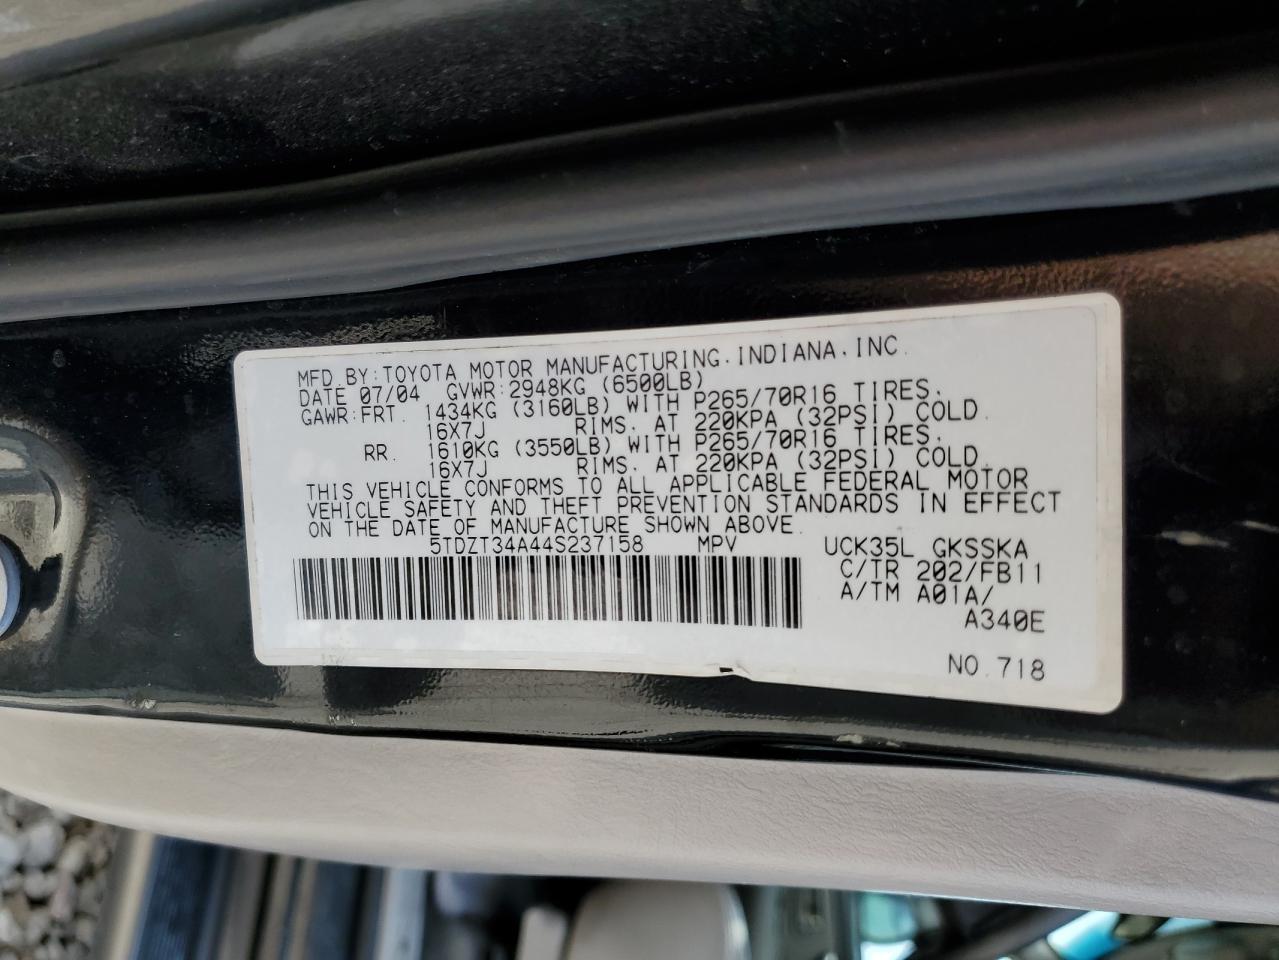 MFD. BY: TOYOTA MOTOR MANUFACTURING. INDIANA. INC.
DATE 07/04 GVWR: 2948KG (6500LB)
GAWR: FRT. 1434KG (3160LB) WITH P265/70R16 TIRES.
16X7J RIMS. AT 220KPA (32PSI) COLD.
RR. 1610KG (3550LB) WITH P265/70R16 TIRES.
16X7J RIMS. AT 220KPA (32PSI) COLD.
THIS VEHICLE CONFORMS TO ALL APPLICABLE FEDERAL MOTOR
VEHICLE SAFETY AND THEFT PREVENTION STANDARDS IN EFFECT
ON THE DATE OF MANUFACTURE SHOWN ABOVE.
5TDZT34A44S237158 MPV UCK35L GKSSKA
C/TR 202/FB11
A/TM A01A/
A340E
NO. 718